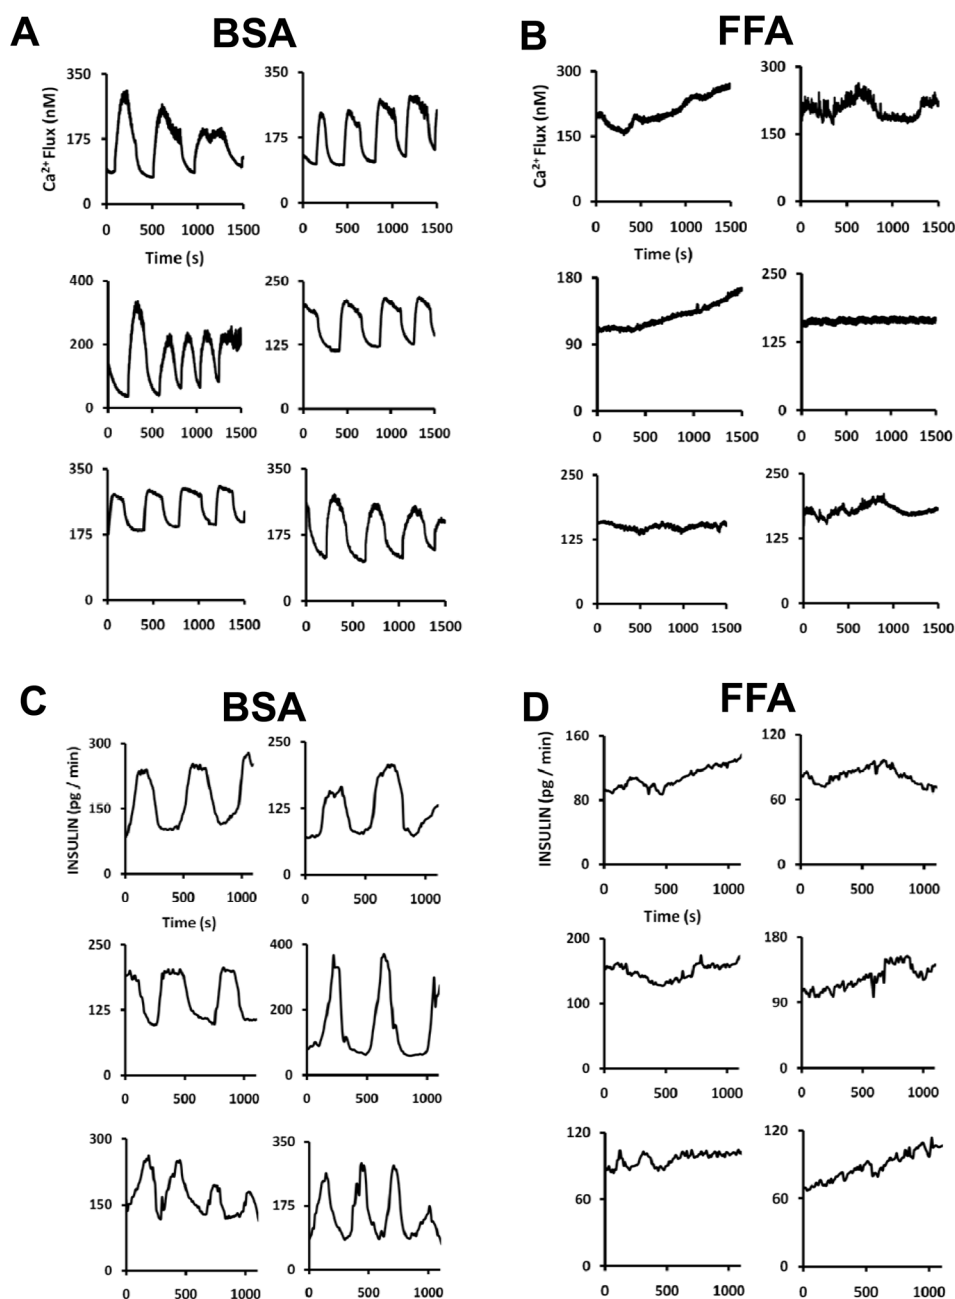 A BSA
B FFA
350 350
175 175
0 0
Ca²⁺ Flux (nM)
0 500 1000 1500 0 500 1000 1500
Time (s)
300 300
150 150
0 0
Ca²⁺ Flux (nM)
0 500 1000 1500 0 500 1000 1500
Time (s)
400 250
200 125
0 0
0 500 1000 1500 0 500 1000 1500
180 250
90 125
0 0
0 500 1000 1500 0 500 1000 1500
350 350
175 175
0 0
0 500 1000 1500 0 500 1000 1500
250 250
125 125
0 0
0 500 1000 1500 0 500 1000 1500
C BSA
D FFA
300 250
150 125
0 0
INSULIN (pg / min)
0 500 1000 0 500 1000
Time (s)
160 120
80 60
0 0
INSULIN (pg / min)
0 500 1000 0 500 1000
Time (s)
250 400
125 200
0 0
0 500 1000 0 500 1000
200 180
100 90
0 0
0 500 1000 0 500 1000
300 350
150 175
0 0
0 500 1000 0 500 1000
120 120
60 60
0 0
0 500 1000 0 500 1000